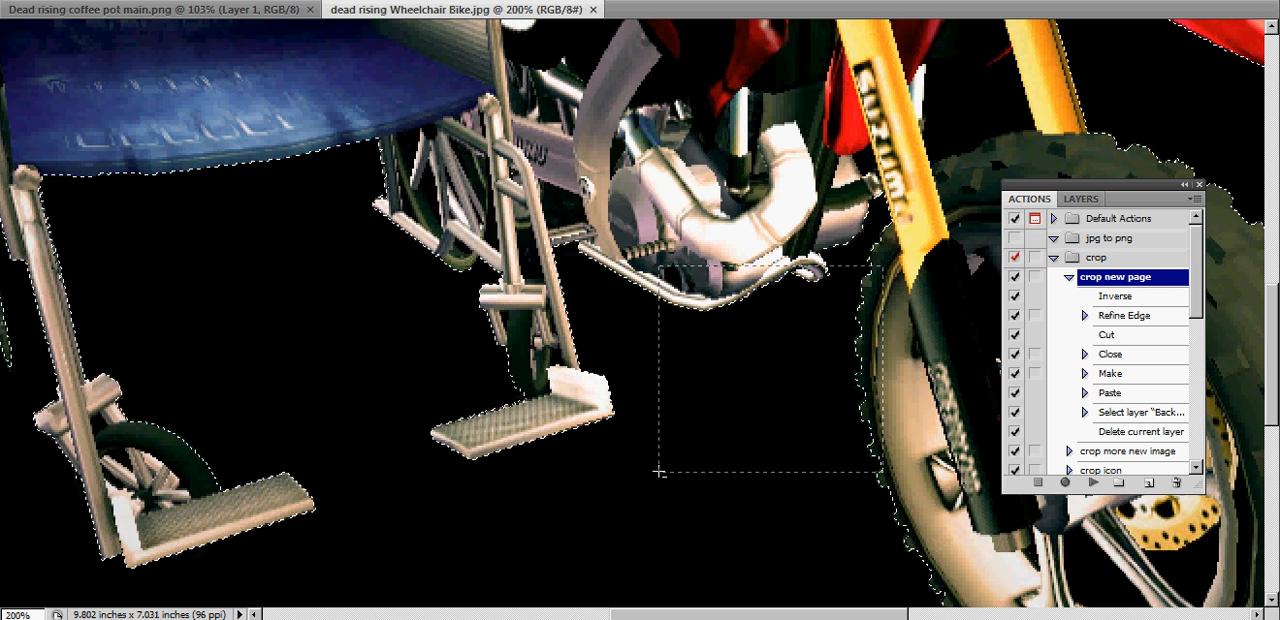 Dead rising coffee pot main.png @ 103% (Layer 1, RGB/8) ×
dead rising Wheelchair Bike.jpg @ 200% (RGB/8#) ×
ACTIONS LAYERS
Default Actions
jpg to png
crop
crop new page
Inverse
Refine Edge
Cut
Close
Make
Paste
Select layer “Back...
Delete current layer
crop more new image
crop icon
200%
9.802 inches x 7.031 inches (96 ppi)